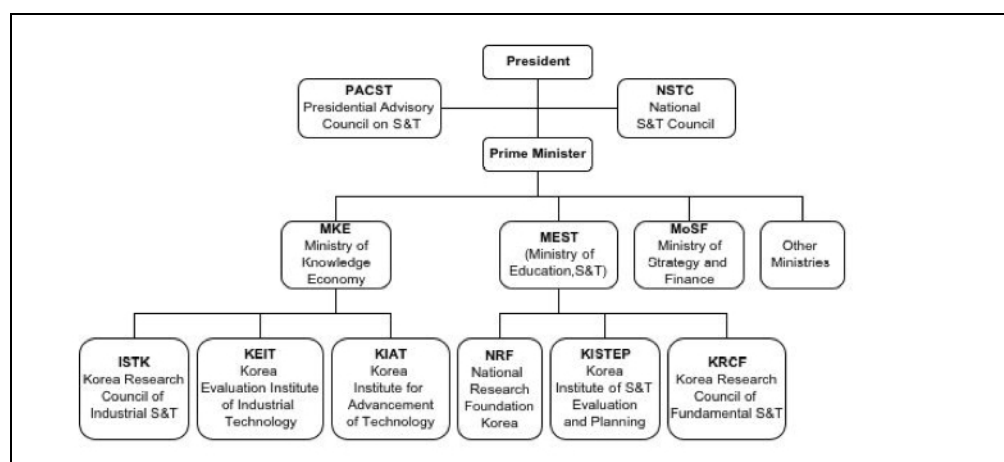 President
PACST
Presidential Advisory
Council on S&T
NSTC
National
S&T Council
Prime Minister
MKE
Ministry of
Knowledge
Economy
MEST
(Ministry of
Education,S&T)
MoSF
Ministry of
Strategy and
Finance
Other
Ministries
ISTK
Korea Research
Council of
Industrial S&T
KEIT
Korea
Evaluation Institute
of Industrial
Technology
KIAT
Korea
Institute for
Advancement
of Technology
NRF
National
Research
Foundation
Korea
KISTEP
Korea
Institute of S&T
Evaluation
and Planning
KRCF
Korea Research
Council of
Fundamental S&T